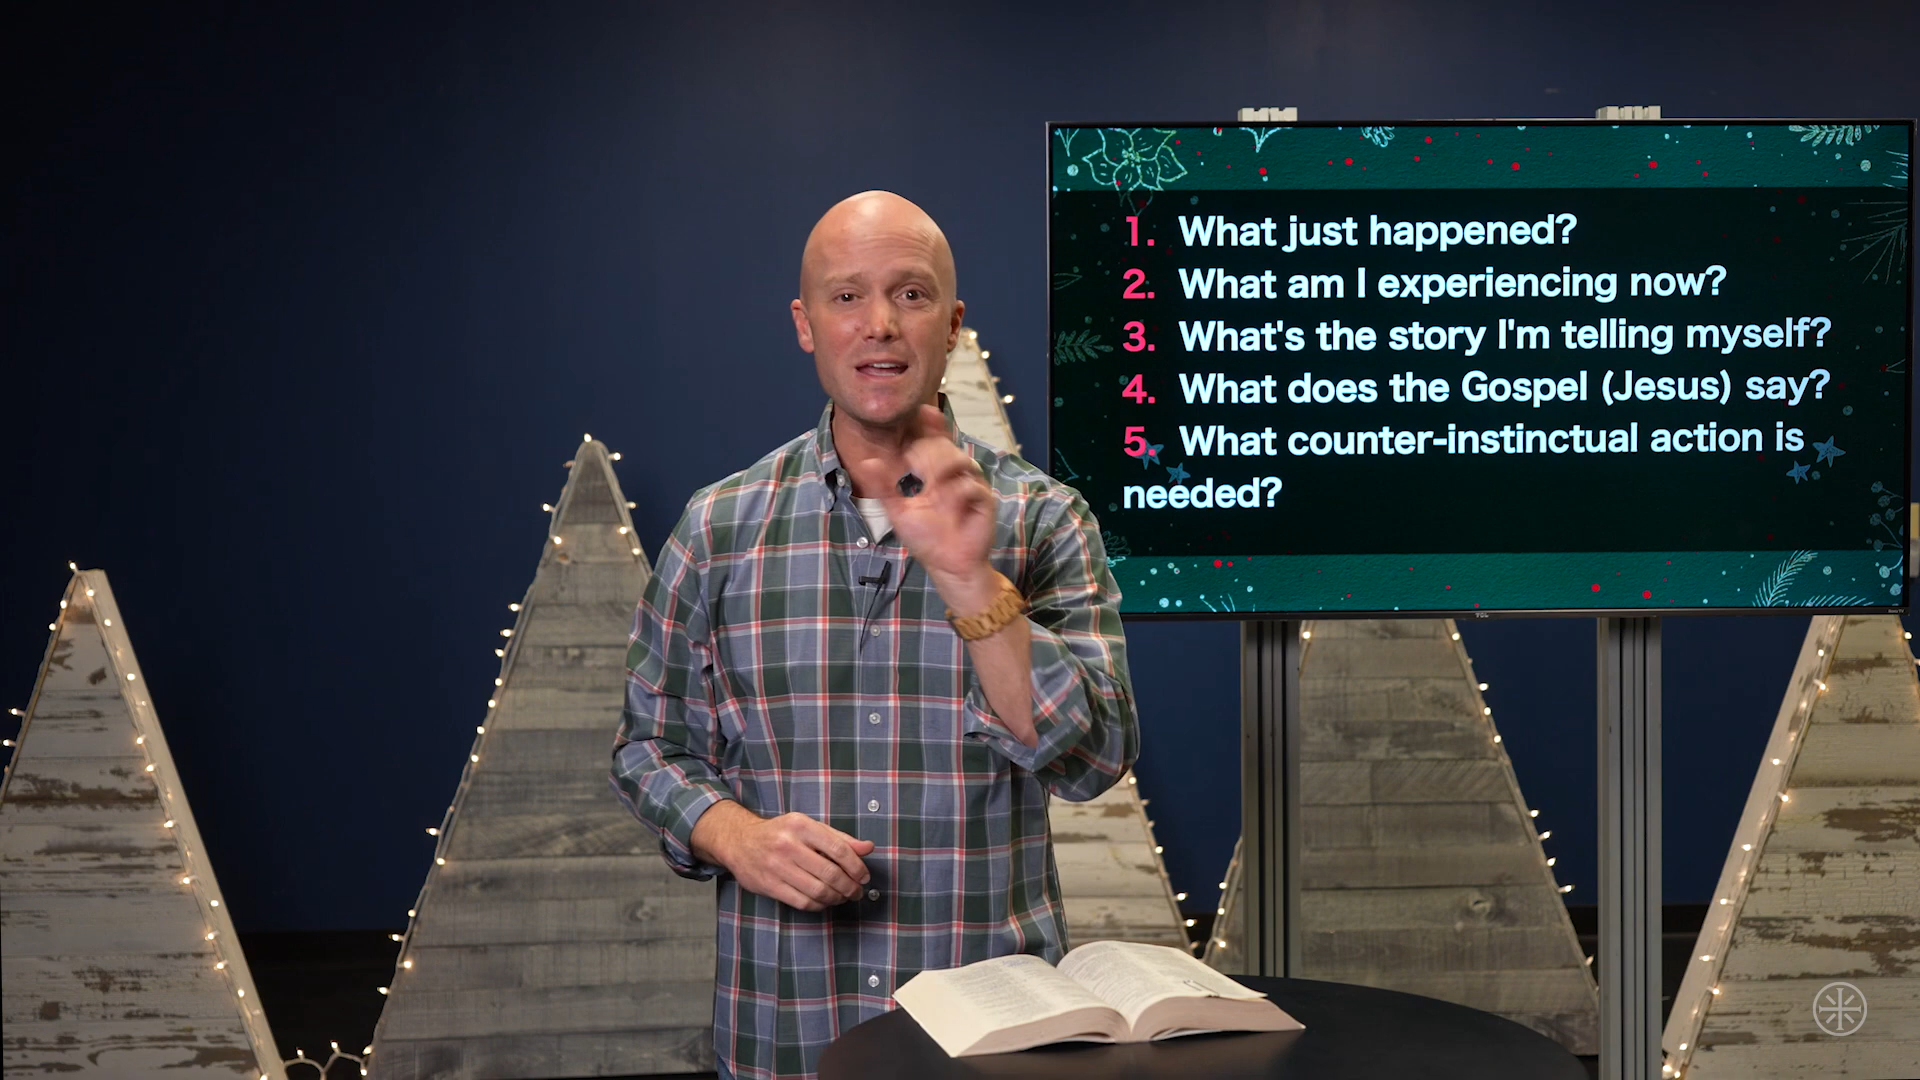 1. What just happened?
2. What am I experiencing now?
3. What's the story I'm telling myself?
4. What does the Gospel (Jesus) say?
5. What counter-instinctual action is
needed?
TCL